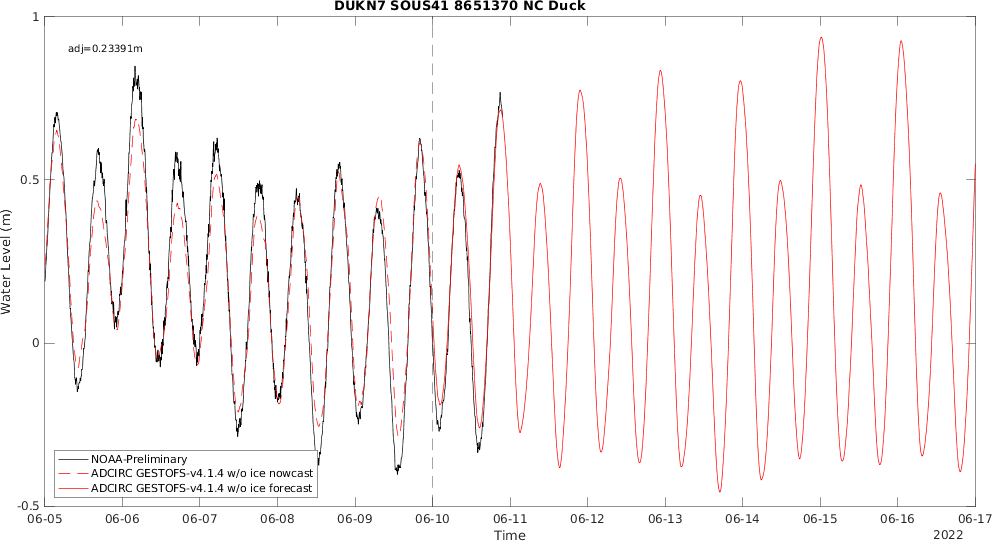 DUKN7 SOUS41 8651370 NC Duck
adj=0.23391m
1
0.5
0
-0.5
Water Level (m)
NOAA-Preliminary
ADCIRC GESTOFS-v4.1.4 w/o ice nowcast
ADCIRC GESTOFS-v4.1.4 w/o ice forecast
06-05 06-06 06-07 06-08 06-09 06-10 06-11 06-12 06-13 06-14 06-15 06-16 06-17
Time
2022